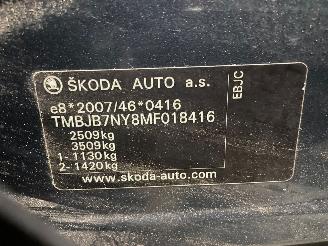 ŠKODA AUTO a.s.
e8*2007/46*0416
TMBJB7NY8MF018416
2509kg
3509kg
1- 1130kg
2- 1420kg
www.skoda-auto.com
EBJC